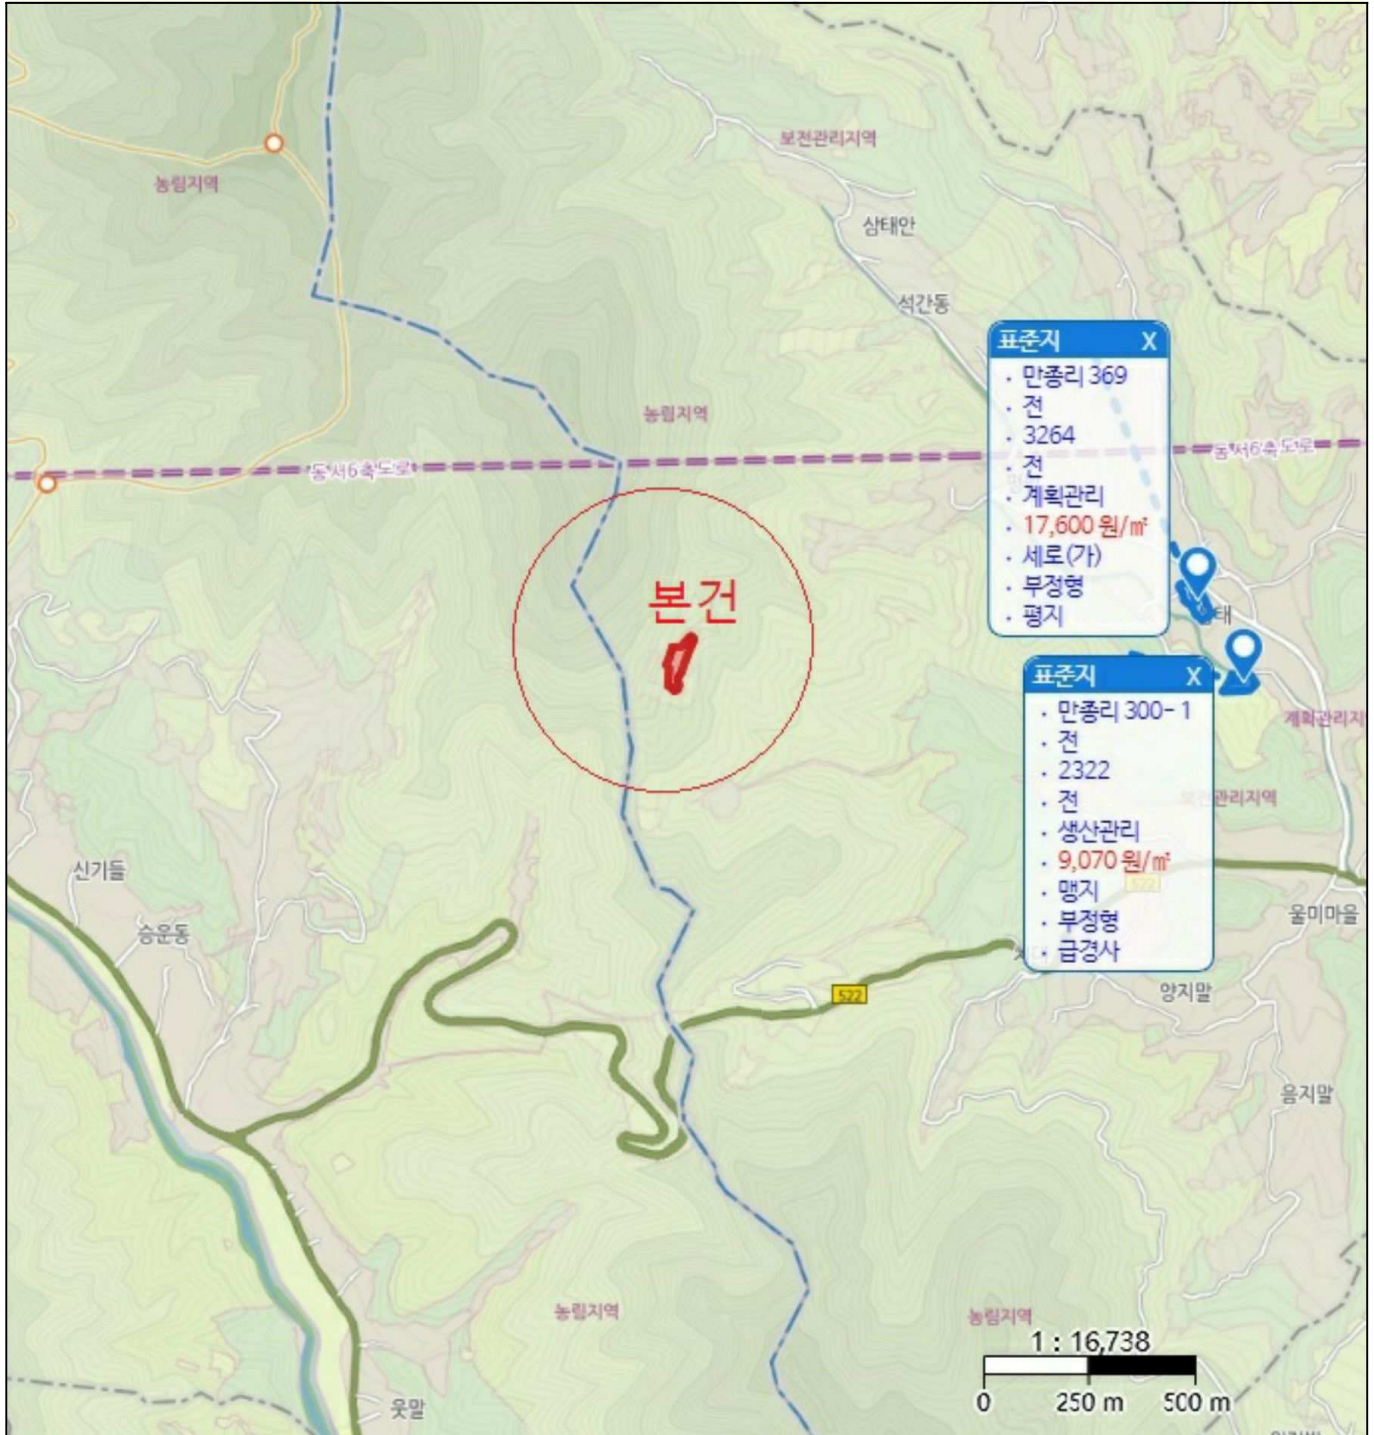 보전관리지역
농림지역
삼태안
석간동
표준지 X
· 만종리 369
· 전
· 3264
· 전
· 계획관리
· 17,600 원/㎡
· 세로(가)
· 부정형
· 평지
농림지역
동서6축도로
동서6축도로
본건
표준지 X
· 만종리 300-1
· 전
· 2322
· 전
· 생산관리
· 9,070 원/㎡
· 맹지
· 부정형
· 급경사
계획관리지
관리지역
522
신기들
승운동
울미마을
522
양지말
음지말
농림지역
농림지역
1 : 16,738
0 250 m 500 m
웃말